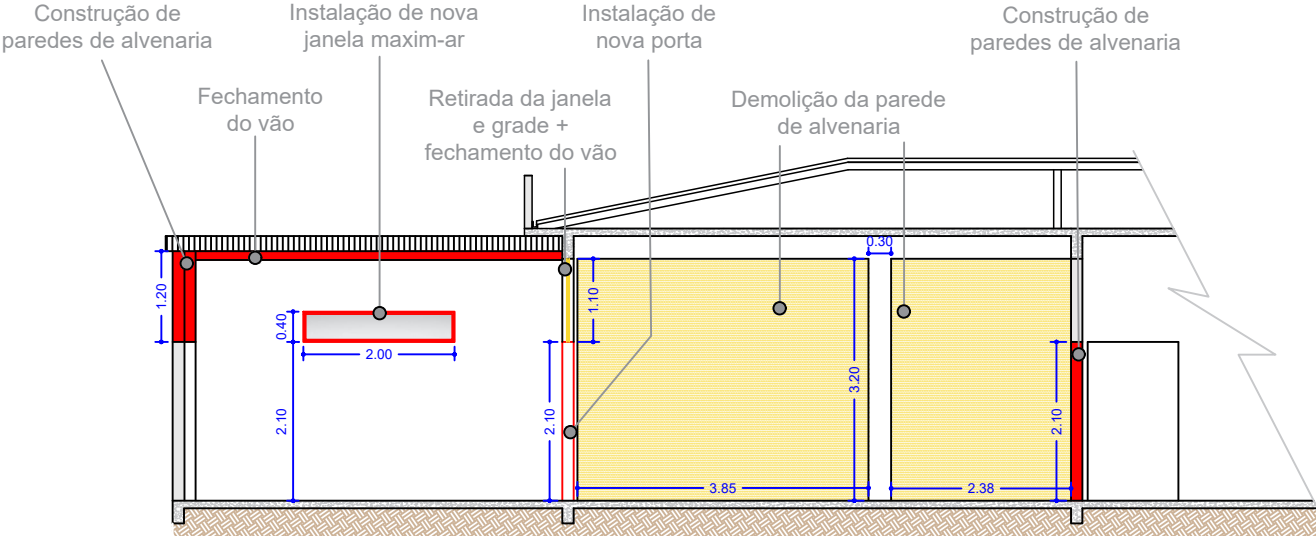 Construção de
paredes de alvenaria
Instalação de nova
janela maxim-ar
Instalação de
nova porta
Construção de
paredes de alvenaria
Fechamento
do vão
Retirada da janela
e grade +
fechamento do vão
Demolição da parede
de alvenaria
0.30
1.20
0.40
2.00
1.10
3.20
2.10
2.10
2.10
3.85
2.38